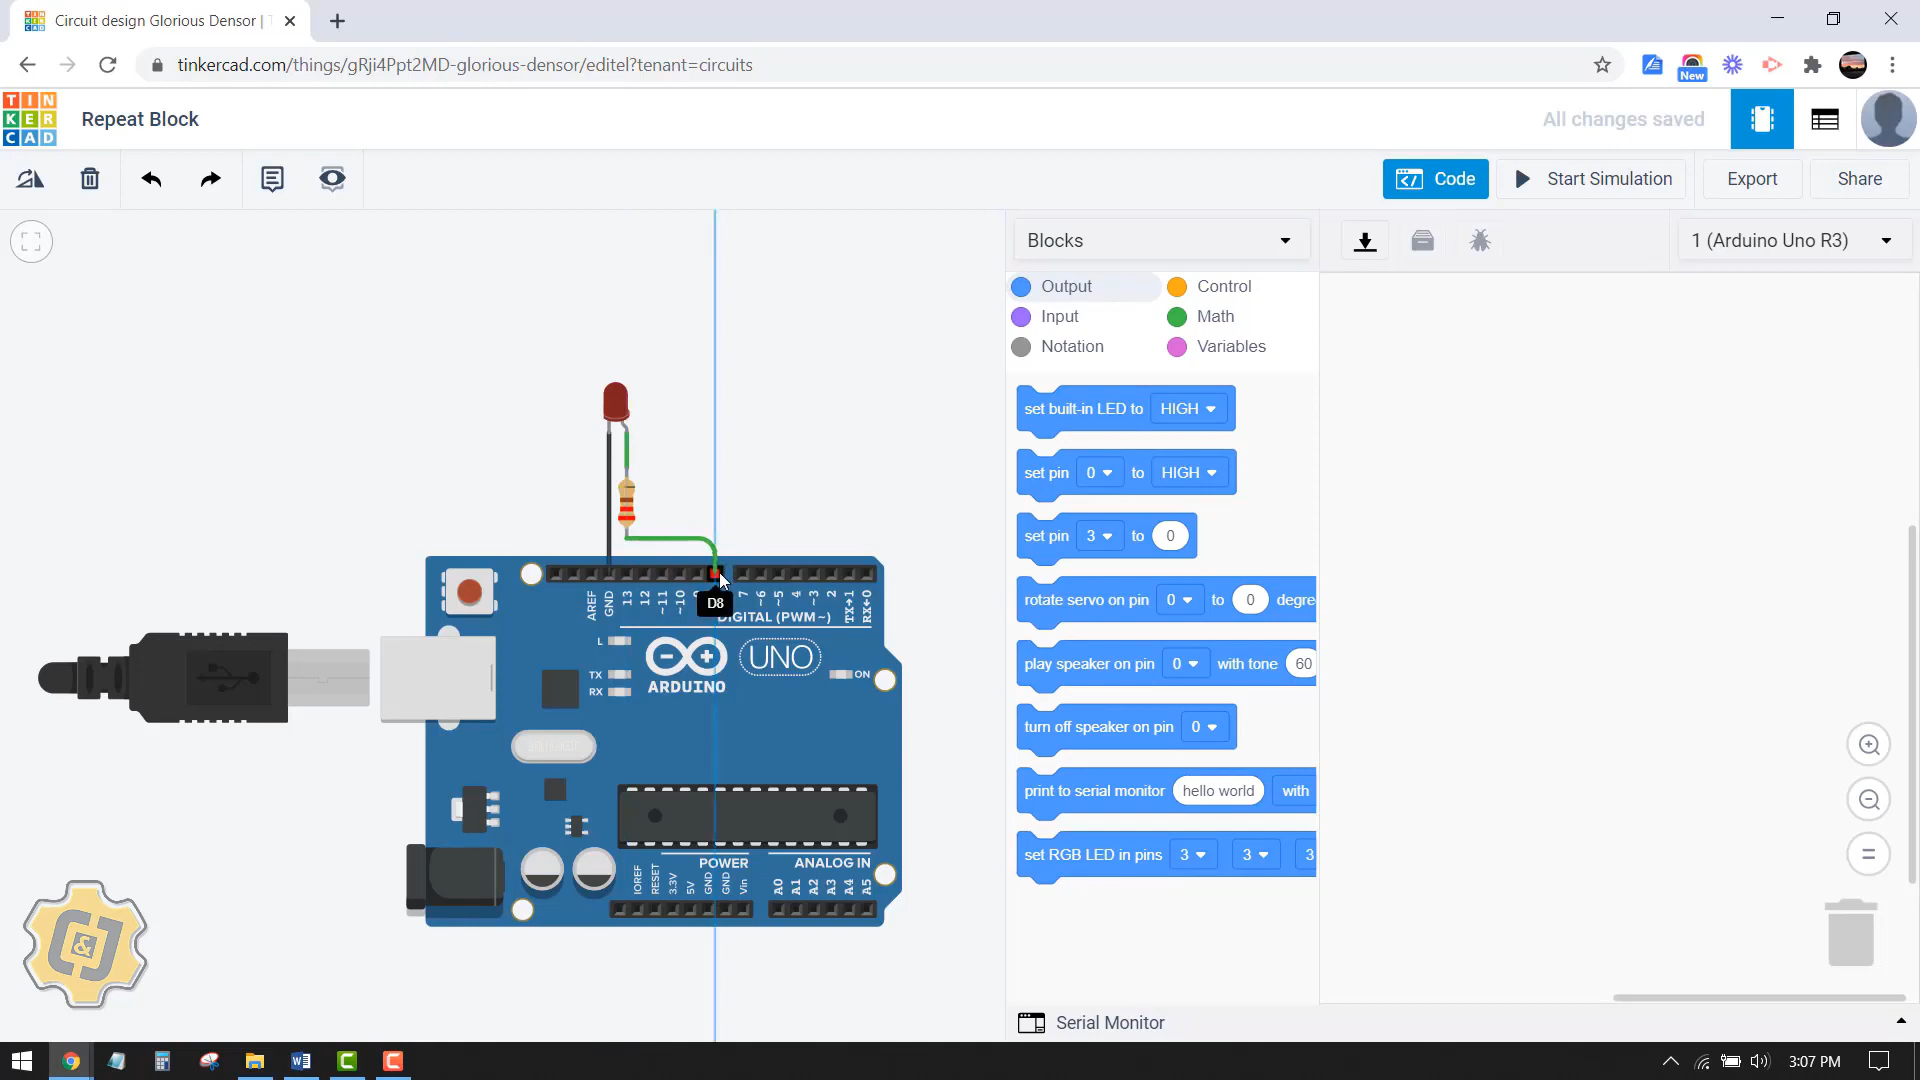 Circuit design Glorious Densor |
tinkercad.com/things/gRji4Ppt2MD-glorious-densor/editel?tenant=circuits
New
TIN
KER
CAD
Repeat Block
All changes saved
Code
Start Simulation
Export
Share
Blocks
1 (Arduino Uno R3)
Output
Control
Input
Math
Notation
Variables
set built-in LED to HIGH
set pin 0 to HIGH
set pin 3 to 0
rotate servo on pin 0 to 0 degre
play speaker on pin 0 with tone 60
turn off speaker on pin 0
print to serial monitor hello world with
set RGB LED in pins 3 3 3
AREF
GND
13
12
~11
~10
D8
7
~6
~5
4
~3
2
TX→1
RX←0
DIGITAL (PWM~)
L
TX
RX
ARDUINO
UNO
ON
POWER
ANALOG IN
IOREF
RESET
3.3V
5V
GND
GND
Vin
A0
A1
A2
A3
A4
A5
&
Serial Monitor
3:07 PM